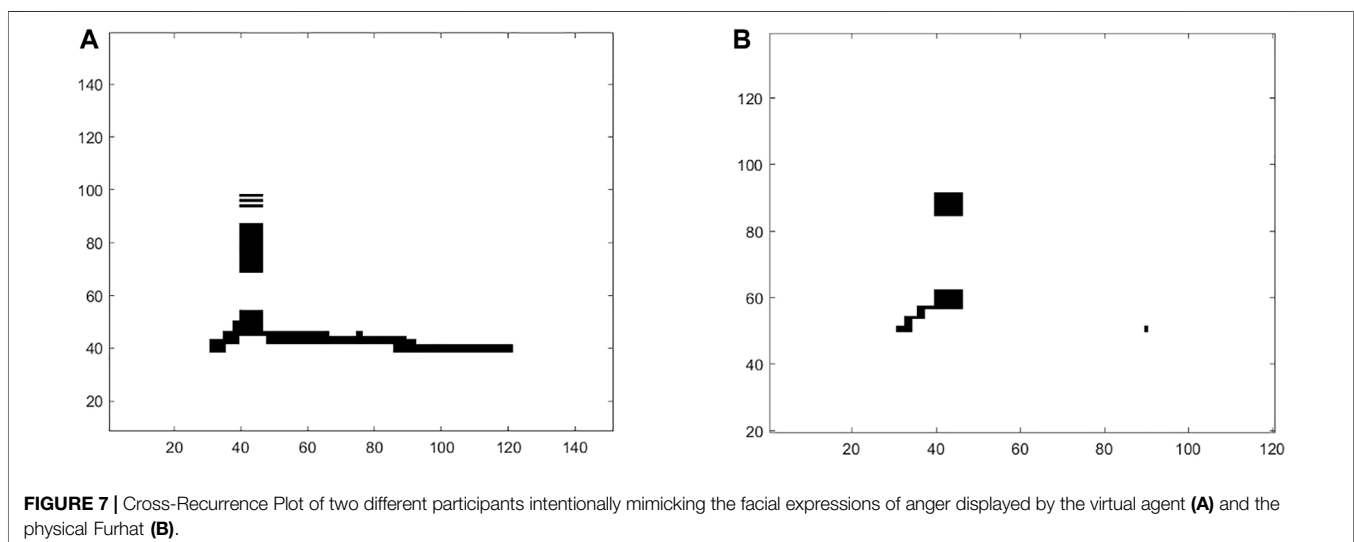 A
140
120
100
80
60
40
20
20 40 60 80 100 120 140
B
120
100
80
60
40
20
20 40 60 80 100 120
FIGURE 7 | Cross-Recurrence Plot of two different participants intentionally mimicking the facial expressions of anger displayed by the virtual agent (A) and the
physical Furhat (B).